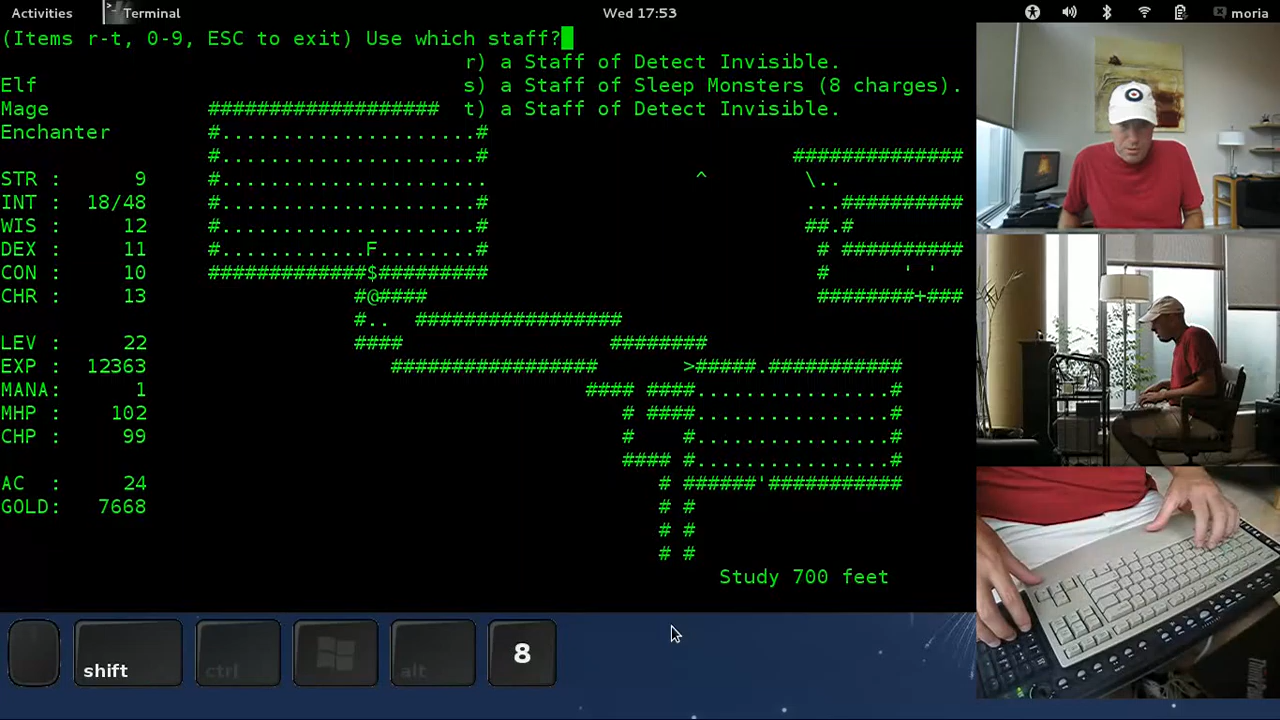 Activities Terminal Wed 17:53 moria
(Items r-t, 0-9, ESC to exit) Use which staff?
r) a Staff of Detect Invisible.
Elf s) a Staff of Sleep Monsters (8 charges).
Mage ################### t) a Staff of Detect Invisible.
Enchanter #......................#
#......................# ##############
STR : 9 #....................... ^ \..
INT : 18/48 #......................# ...##########
WIS : 12 #......................# ##.#
DEX : 11 #............F.........# # ##########
CON : 10 #############$######### # ' '
CHR : 13 #@#### ########+###
#.. #################
LEV : 22 #### ########
EXP : 12363 ################# >#####.###########
MANA: 1 #### ####................#
MHP : 102 # ####................#
CHP : 99 # #................#
#### #................#
AC : 24 # ######'###########
GOLD: 7668 # #
# #
# #
Study 700 feet
shift ctrl alt 8